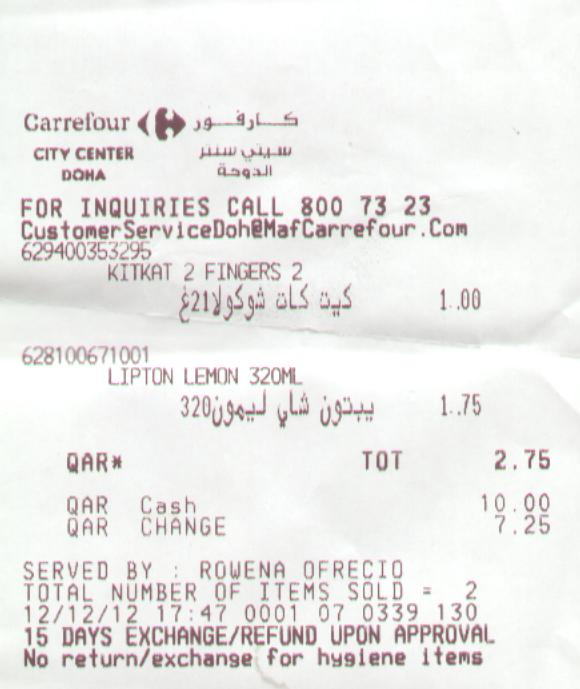 Carrefour كارفور
CITY CENTER سيتي سنتر
DOHA الدوحة
FOR INQUIRIES CALL 800 73 23
CustomerServiceDoh@MafCarrefour.Com
629400353295
KITKAT 2 FINGERS 2
كيت كات شوكولا21غ 1.00
628100671001
LIPTON LEMON 320ML
يبتون شاي ليمون320 1.75
QAR* TOT 2.75
QAR Cash 10.00
QAR CHANGE 7.25
SERVED BY : ROWENA OFRECIO
TOTAL NUMBER OF ITEMS SOLD = 2
12/12/12 17:47 0001 07 0339 130
15 DAYS EXCHANGE/REFUND UPON APPROVAL
No return/exchange for hygiene items